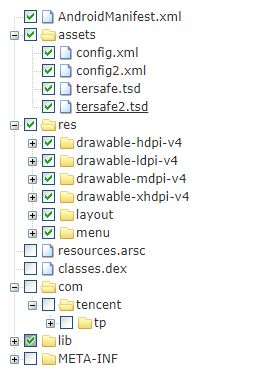 AndroidManifest.xml
assets
config.xml
config2.xml
tersafe.tsd
tersafe2.tsd
res
drawable-hdpi-v4
drawable-ldpi-v4
drawable-mdpi-v4
drawable-xhdpi-v4
layout
menu
resources.arsc
classes.dex
com
tencent
tp
lib
META-INF